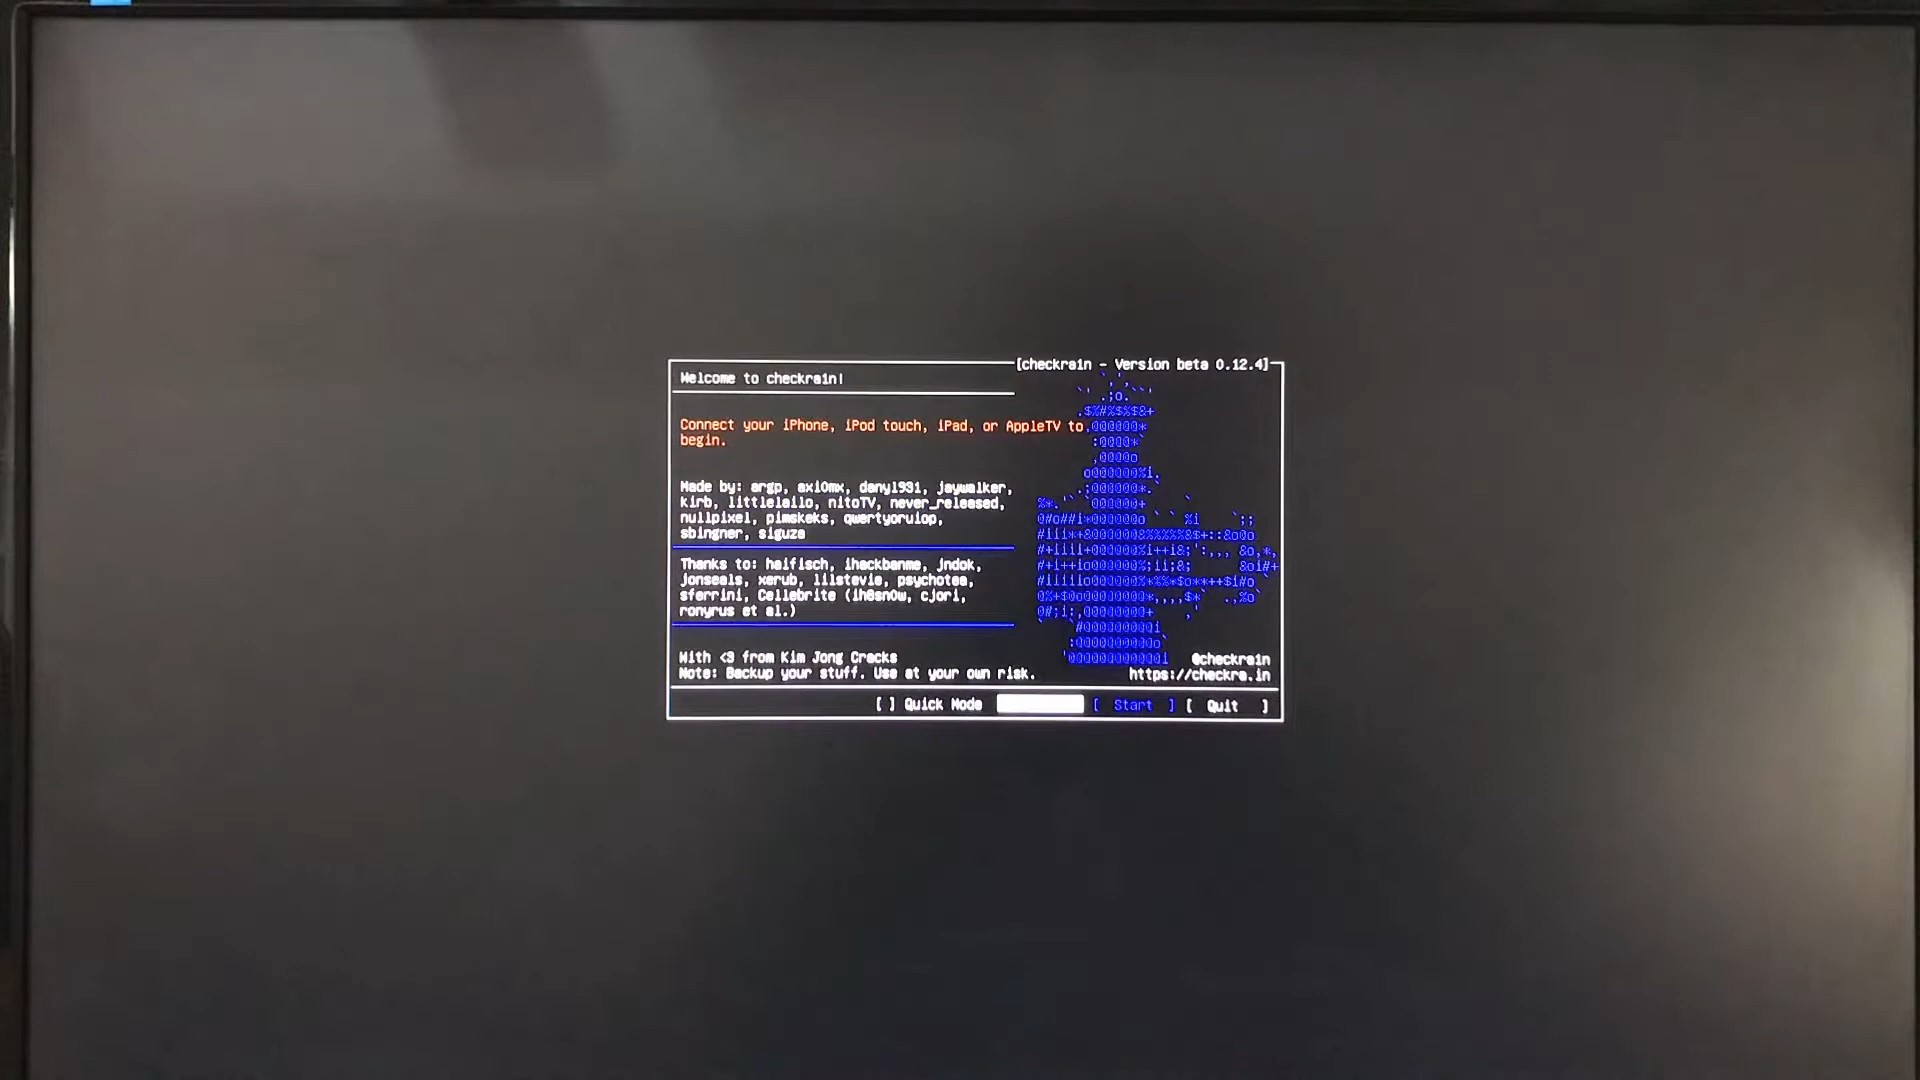 [checkra1n - Version beta 0.12.4]
Welcome to checkra1n!
Connect your iPhone, iPod touch, iPad, or AppleTV to
begin.
Made by: argp, axi0mx, danyl931, jaywalker,
kirb, littlelailo, nitoTV, never_released,
nullpixel, pimskeks, qwertyoruiop,
sbingner, siguza
Thanks to: haifisch, ihackbanme, jndok,
jonseals, xerub, lilstevie, psychotea,
sferrini, Cellebrite (ih8sn0w, cjori,
ronyrus et al.)
With <3 from Kim Jong Cracks
Note: Backup your stuff. Use at your own risk.
@checkra1n
https://checkra.in
[ ] Quick Mode [ Start ] [ Quit ]